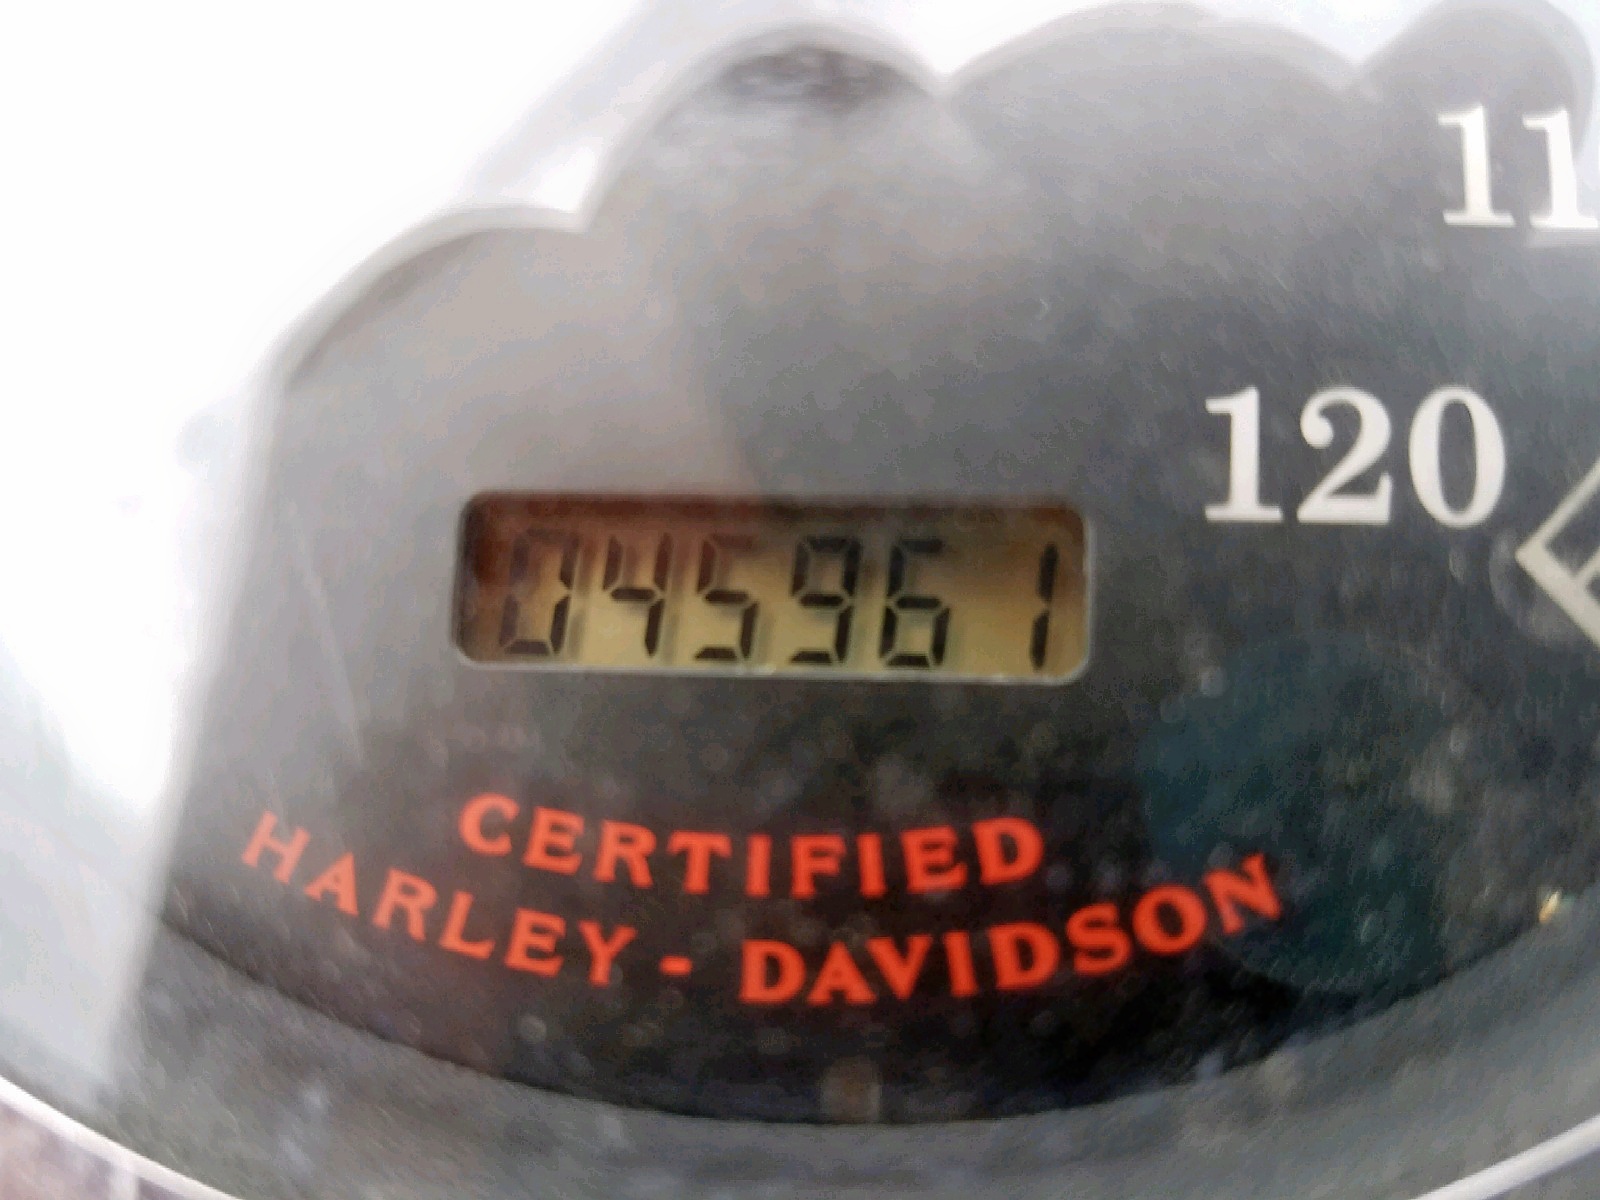 11
120
045961
CERTIFIED
HARLEY - DAVIDSON